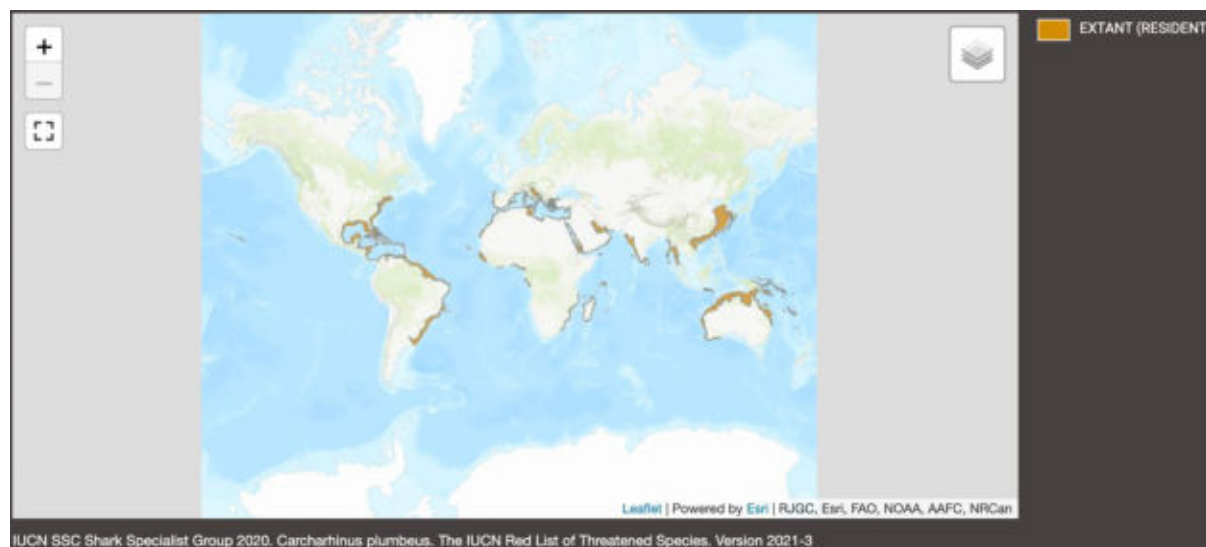 +
EXTANT (RESIDENT
−
Leaflet | Powered by Esri | RJGC, Esri, FAO, NOAA, AAFC, NRCan
IUCN SSC Shark Specialist Group 2020. Carcharhinus plumbeus. The IUCN Red List of Threatened Species. Version 2021-3